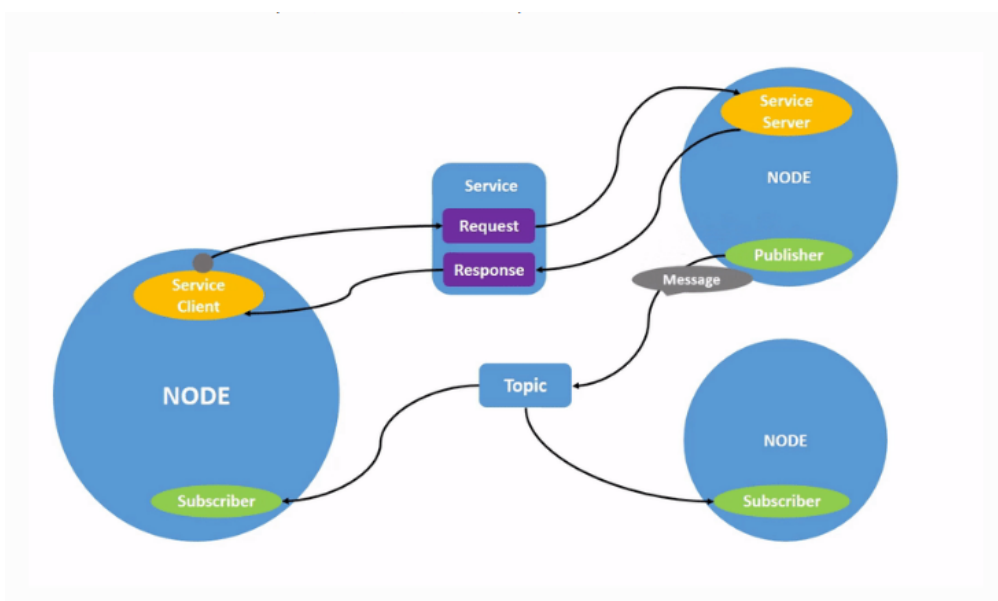 Service
Server
NODE
Publisher
Message
Service
Request
Response
Service
Client
NODE
Subscriber
Topic
NODE
Subscriber